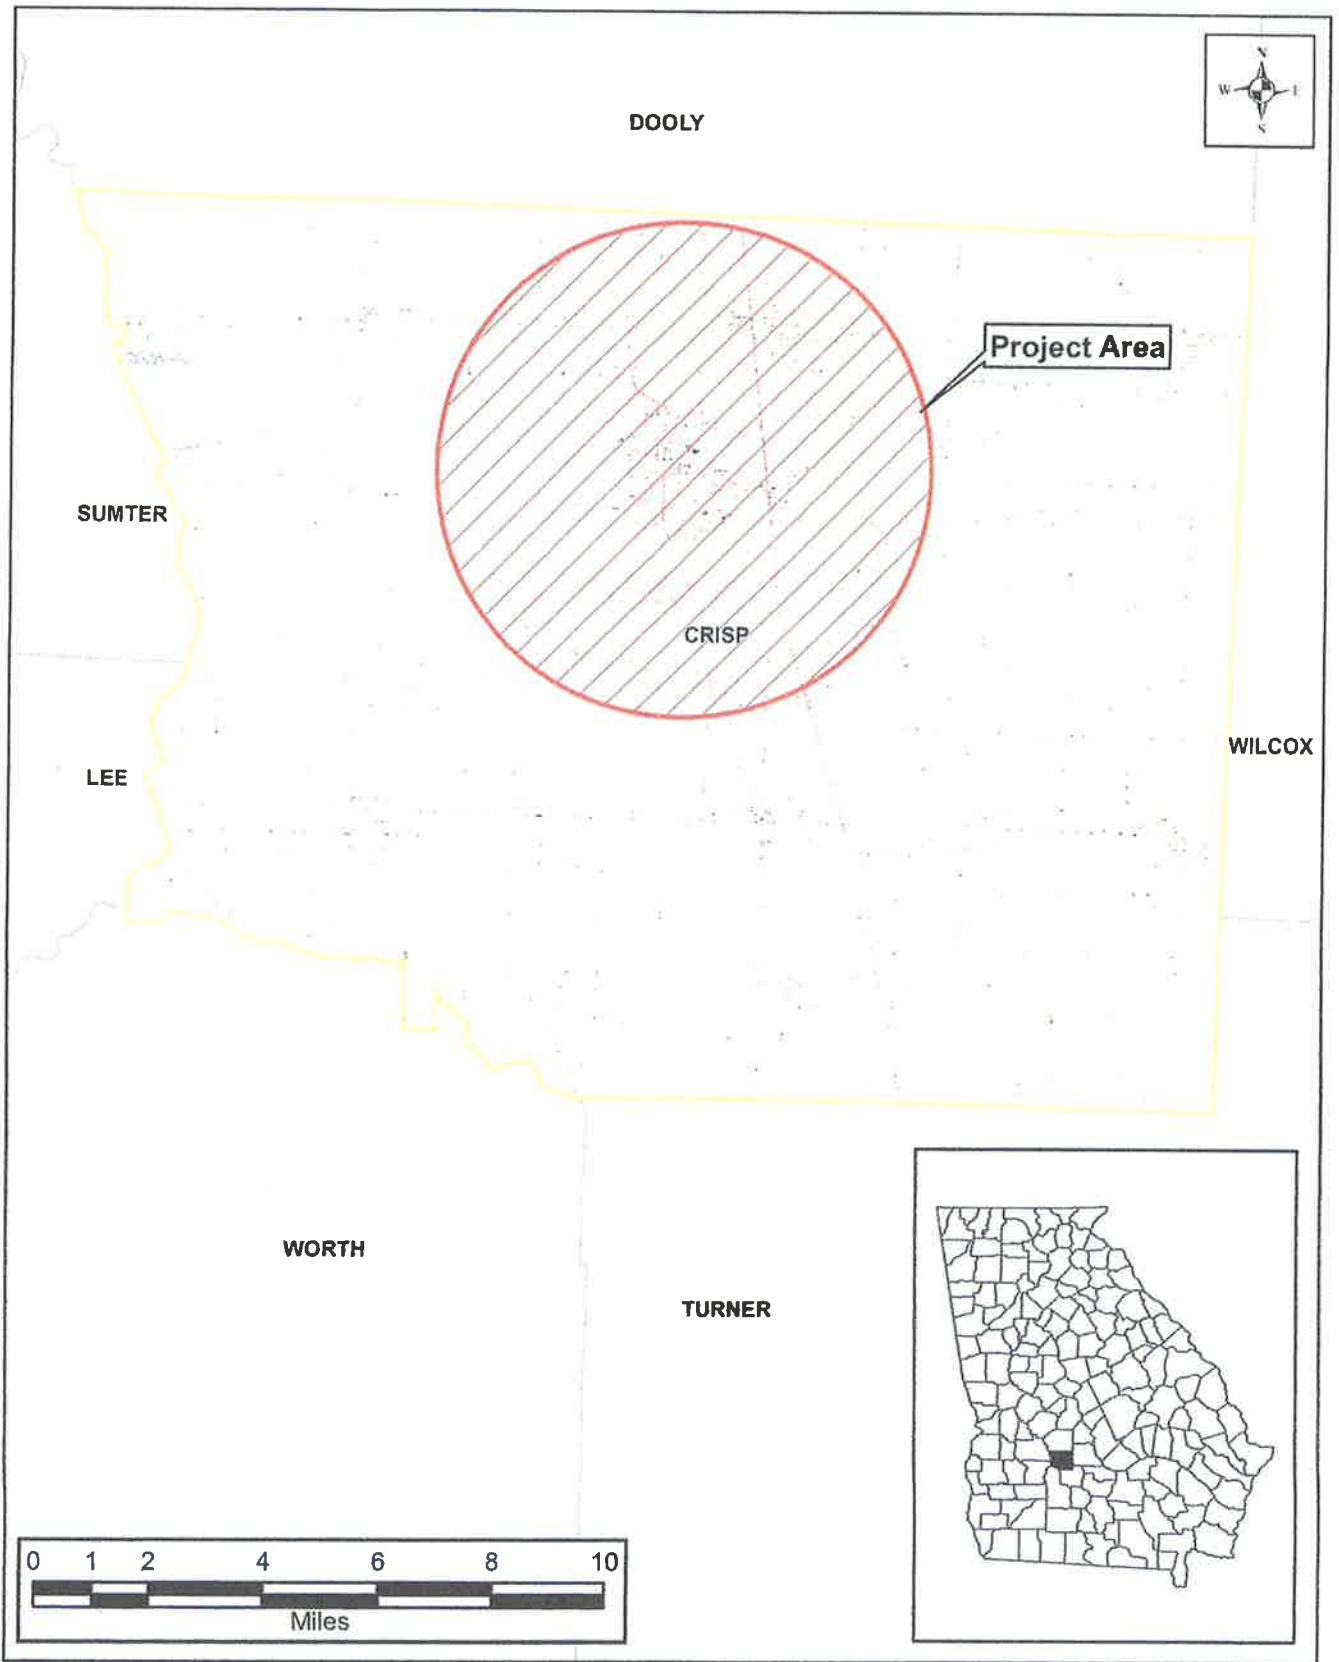 N
W E
S
DOOLY
Project Area
SUMTER
CRISP
WILCOX
LEE
WORTH
TURNER
0 1 2 4 6 8 10
Miles